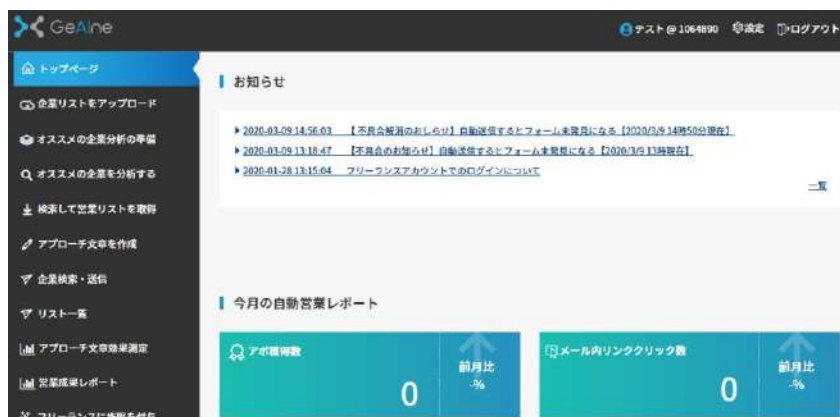 GeAIne
テスト@1064890 設定 ログアウト
トップページ
企業リストをアップロード
オススメの企業分析の準備
オススメの企業を分析する
検索して営業リストを取得
アプローチ文章を作成
企業検索・送信
リスト一覧
アプローチ文章効果測定
営業成果レポート
フリーランスに権限を付与
お知らせ
2020-03-09 14:56:03 【不具合解消のおしらせ】自動送信するとフォーム未発見になる【2020/3/9 14時50分現在】
2020-03-09 13:18:47 【不具合のお知らせ】自動送信するとフォーム未発見になる【2020/3/9 13時現在】
2020-01-28 13:15:04 フリーランスアカウントでのログインについて
一覧
今月の自動営業レポート
アポ獲得数
0
前月比
-%
メール内リンククリック数
0
前月比
-%